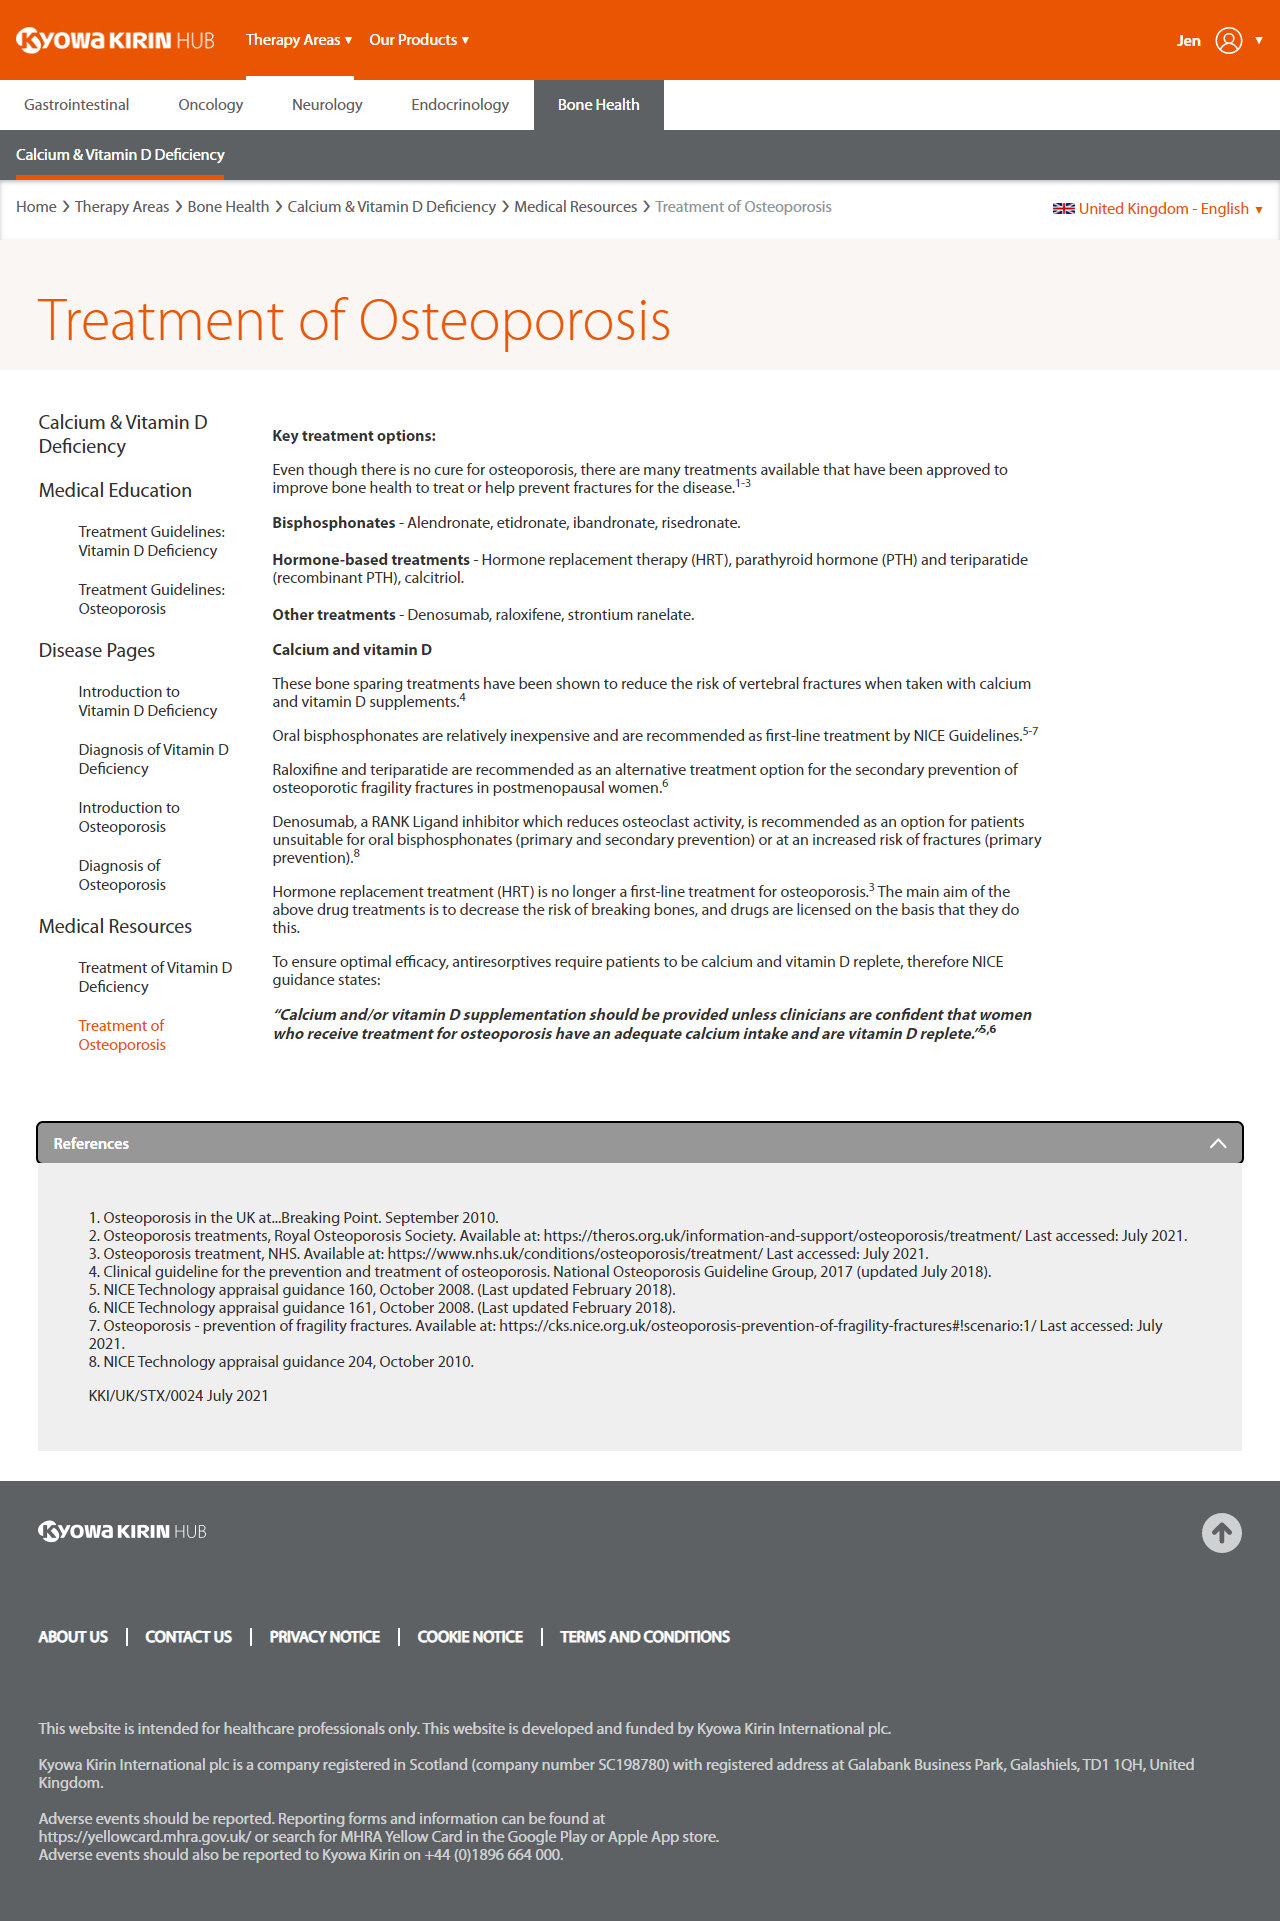 KYOWA KIRIN HUB
Therapy Areas ▼
Our Products ▼
Jen ▼
Gastrointestinal
Oncology
Neurology
Endocrinology
Bone Health
Calcium & Vitamin D Deficiency
Home > Therapy Areas > Bone Health > Calcium & Vitamin D Deficiency > Medical Resources > Treatment of Osteoporosis
United Kingdom - English ▼
Treatment of Osteoporosis
Calcium & Vitamin D
Deficiency
Medical Education
Treatment Guidelines:
Vitamin D Deficiency
Treatment Guidelines:
Osteoporosis
Disease Pages
Introduction to
Vitamin D Deficiency
Diagnosis of Vitamin D
Deficiency
Introduction to
Osteoporosis
Diagnosis of
Osteoporosis
Medical Resources
Treatment of Vitamin D
Deficiency
Treatment of
Osteoporosis
Key treatment options:
Even though there is no cure for osteoporosis, there are many treatments available that have been approved to
improve bone health to treat or help prevent fractures for the disease.1-3
Bisphosphonates - Alendronate, etidronate, ibandronate, risedronate.
Hormone-based treatments - Hormone replacement therapy (HRT), parathyroid hormone (PTH) and teriparatide
(recombinant PTH), calcitriol.
Other treatments - Denosumab, raloxifene, strontium ranelate.
Calcium and vitamin D
These bone sparing treatments have been shown to reduce the risk of vertebral fractures when taken with calcium
and vitamin D supplements.4
Oral bisphosphonates are relatively inexpensive and are recommended as first-line treatment by NICE Guidelines.5-7
Raloxifine and teriparatide are recommended as an alternative treatment option for the secondary prevention of
osteoporotic fragility fractures in postmenopausal women.6
Denosumab, a RANK Ligand inhibitor which reduces osteoclast activity, is recommended as an option for patients
unsuitable for oral bisphosphonates (primary and secondary prevention) or at an increased risk of fractures (primary
prevention).8
Hormone replacement treatment (HRT) is no longer a first-line treatment for osteoporosis.3 The main aim of the
above drug treatments is to decrease the risk of breaking bones, and drugs are licensed on the basis that they do
this.
To ensure optimal efficacy, antiresorptives require patients to be calcium and vitamin D replete, therefore NICE
guidance states:
“Calcium and/or vitamin D supplementation should be provided unless clinicians are confident that women
who receive treatment for osteoporosis have an adequate calcium intake and are vitamin D replete.”5,6
References
1. Osteoporosis in the UK at...Breaking Point. September 2010.
2. Osteoporosis treatments, Royal Osteoporosis Society. Available at: https://theros.org.uk/information-and-support/osteoporosis/treatment/ Last accessed: July 2021.
3. Osteoporosis treatment, NHS. Available at: https://www.nhs.uk/conditions/osteoporosis/treatment/ Last accessed: July 2021.
4. Clinical guideline for the prevention and treatment of osteoporosis. National Osteoporosis Guideline Group, 2017 (updated July 2018).
5. NICE Technology appraisal guidance 160, October 2008. (Last updated February 2018).
6. NICE Technology appraisal guidance 161, October 2008. (Last updated February 2018).
7. Osteoporosis - prevention of fragility fractures. Available at: https://cks.nice.org.uk/osteoporosis-prevention-of-fragility-fractures#!scenario:1/ Last accessed: July
2021.
8. NICE Technology appraisal guidance 204, October 2010.
KKI/UK/STX/0024 July 2021
KYOWA KIRIN HUB
ABOUT US | CONTACT US | PRIVACY NOTICE | COOKIE NOTICE | TERMS AND CONDITIONS
This website is intended for healthcare professionals only. This website is developed and funded by Kyowa Kirin International plc.
Kyowa Kirin International plc is a company registered in Scotland (company number SC198780) with registered address at Galabank Business Park, Galashiels, TD1 1QH, United
Kingdom.
Adverse events should be reported. Reporting forms and information can be found at
https://yellowcard.mhra.gov.uk/ or search for MHRA Yellow Card in the Google Play or Apple App store.
Adverse events should also be reported to Kyowa Kirin on +44 (0)1896 664 000.